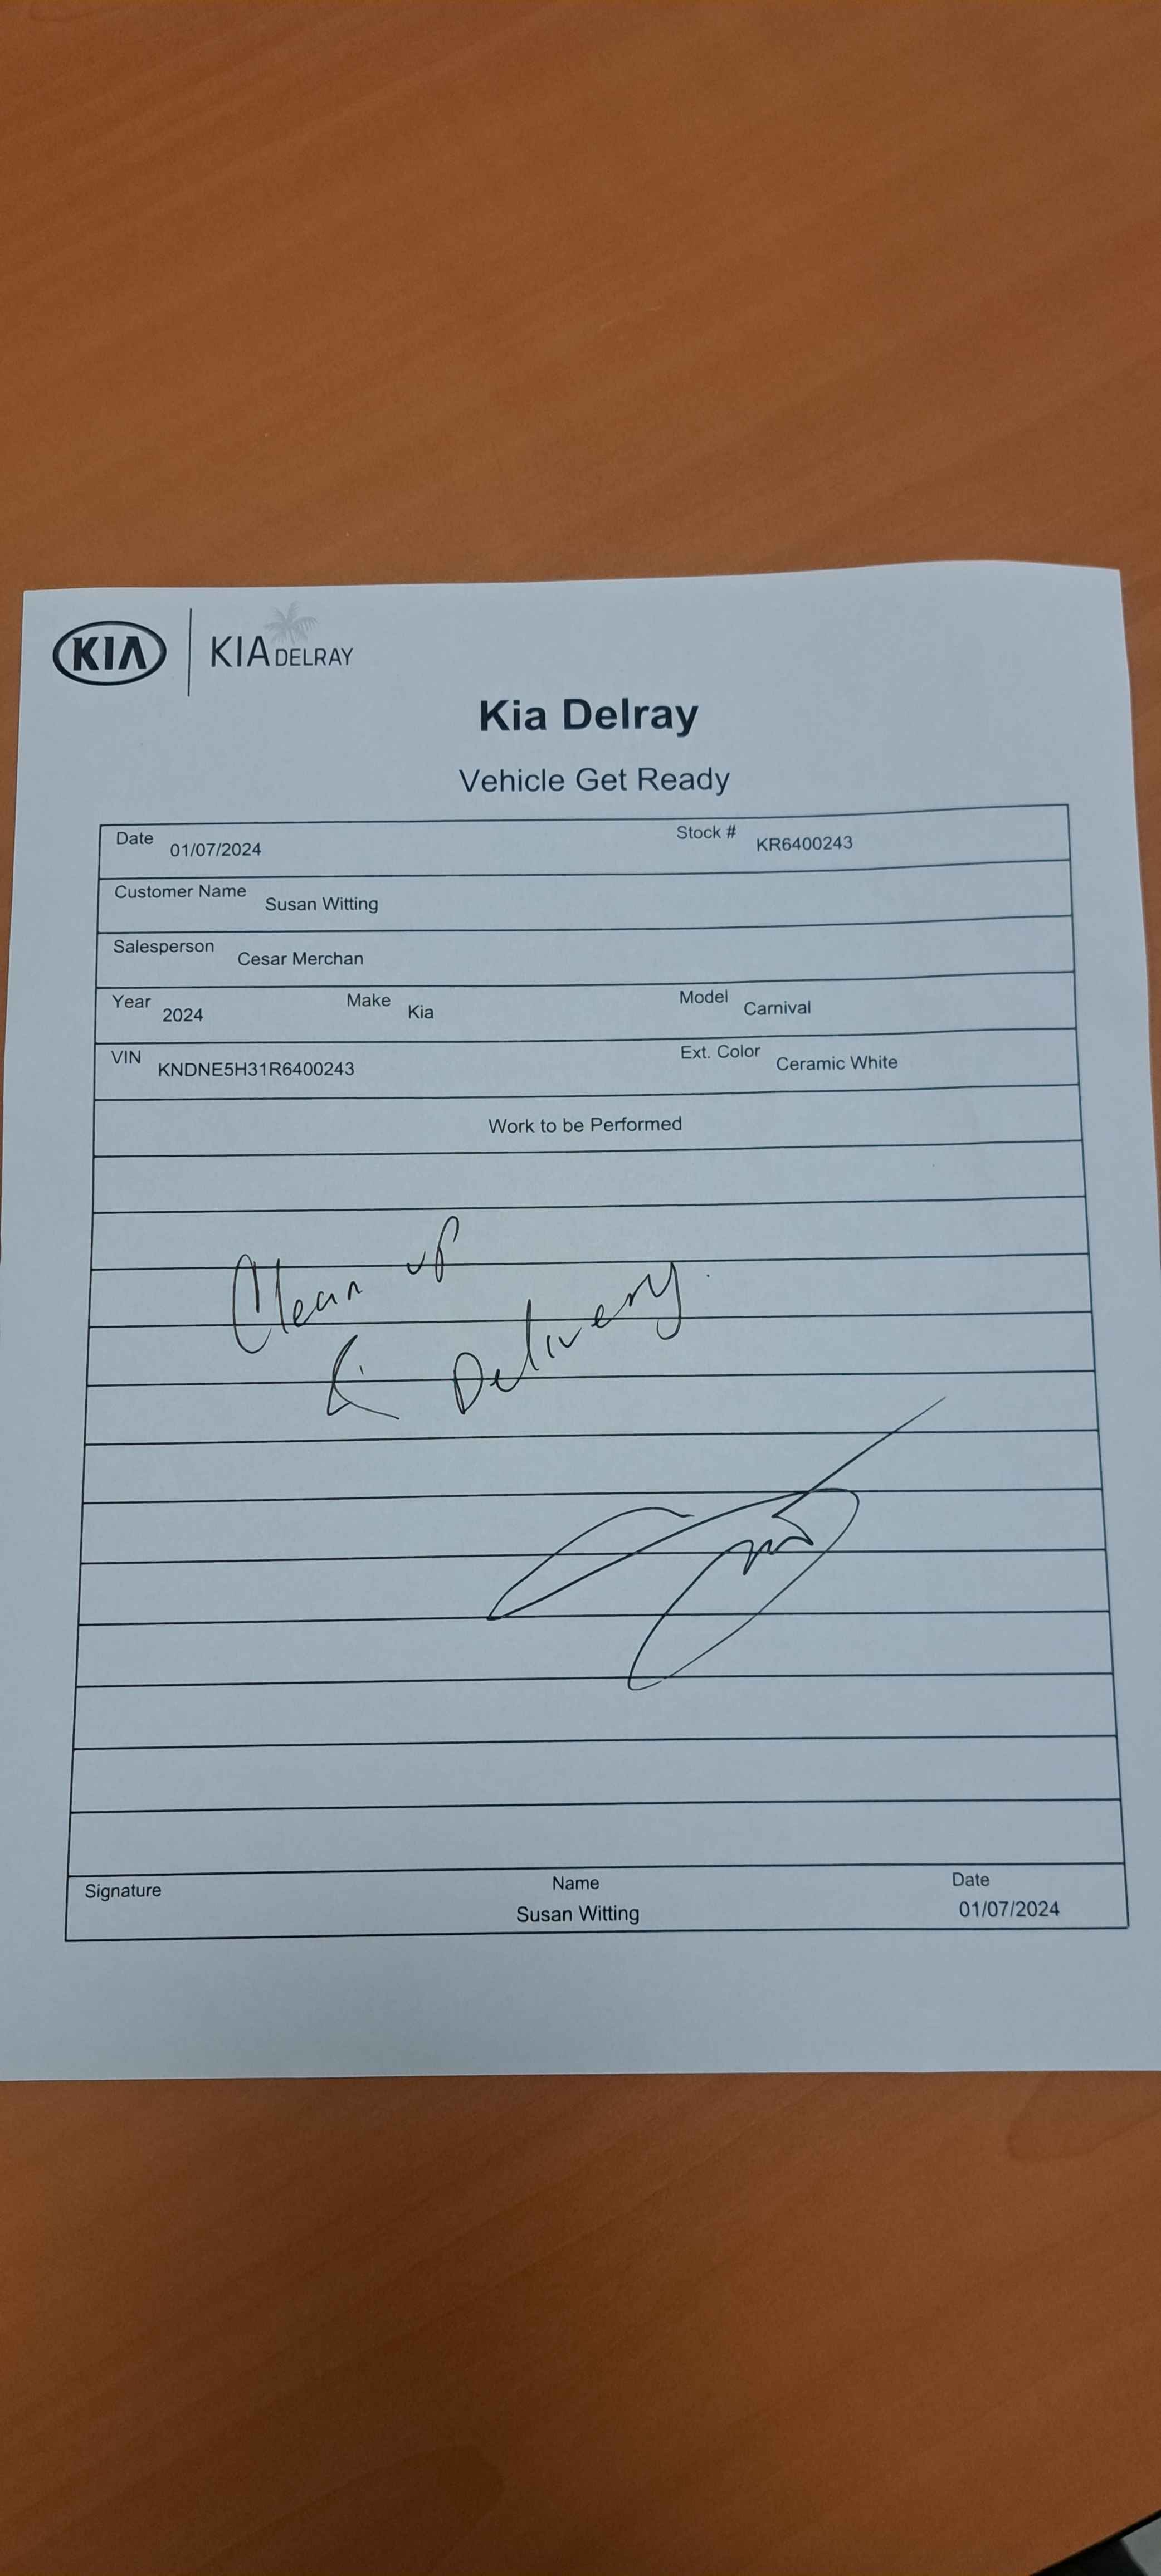 KIA KIA DELRAY
Kia Delray
Vehicle Get Ready
Date 01/07/2024 Stock # KR6400243
Customer Name Susan Witting
Salesperson Cesar Merchan
Year 2024 Make Kia Model Carnival
VIN KNDNE5H31R6400243 Ext. Color Ceramic White
Work to be Performed
Clean up
& Delivery.
Signature Name Date
Susan Witting 01/07/2024